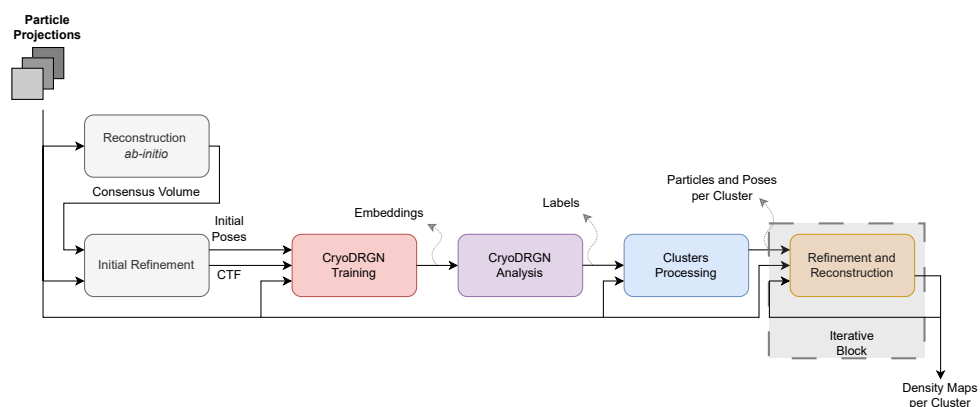 Particle
Projections
Reconstruction
ab-initio
Consensus Volume
Initial Refinement
Initial
Poses
CTF
CryoDRGN
Training
Embeddings
CryoDRGN
Analysis
Labels
Clusters
Processing
Particles and Poses
per Cluster
Refinement and
Reconstruction
Iterative
Block
Density Maps
per Cluster